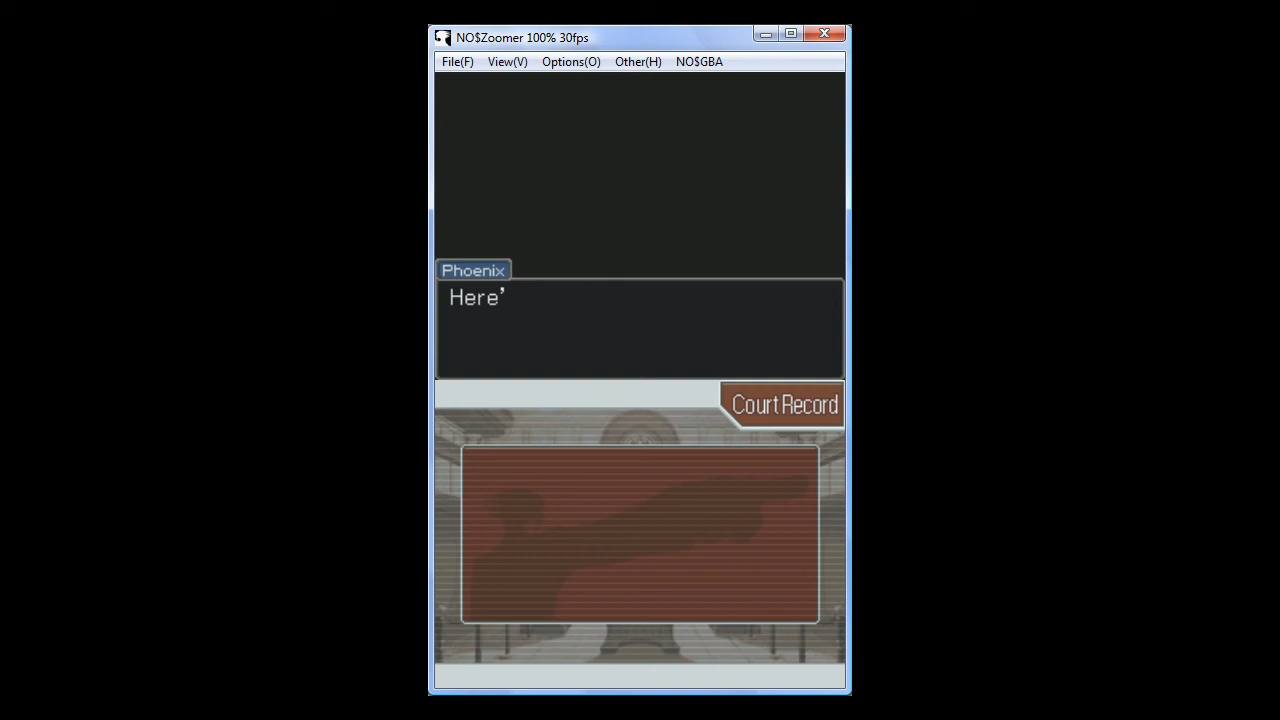 NO$Zoomer 100% 30fps
File(F) View(V) Options(O) Other(H) NO$GBA
Phoenix
Here’
Court Record